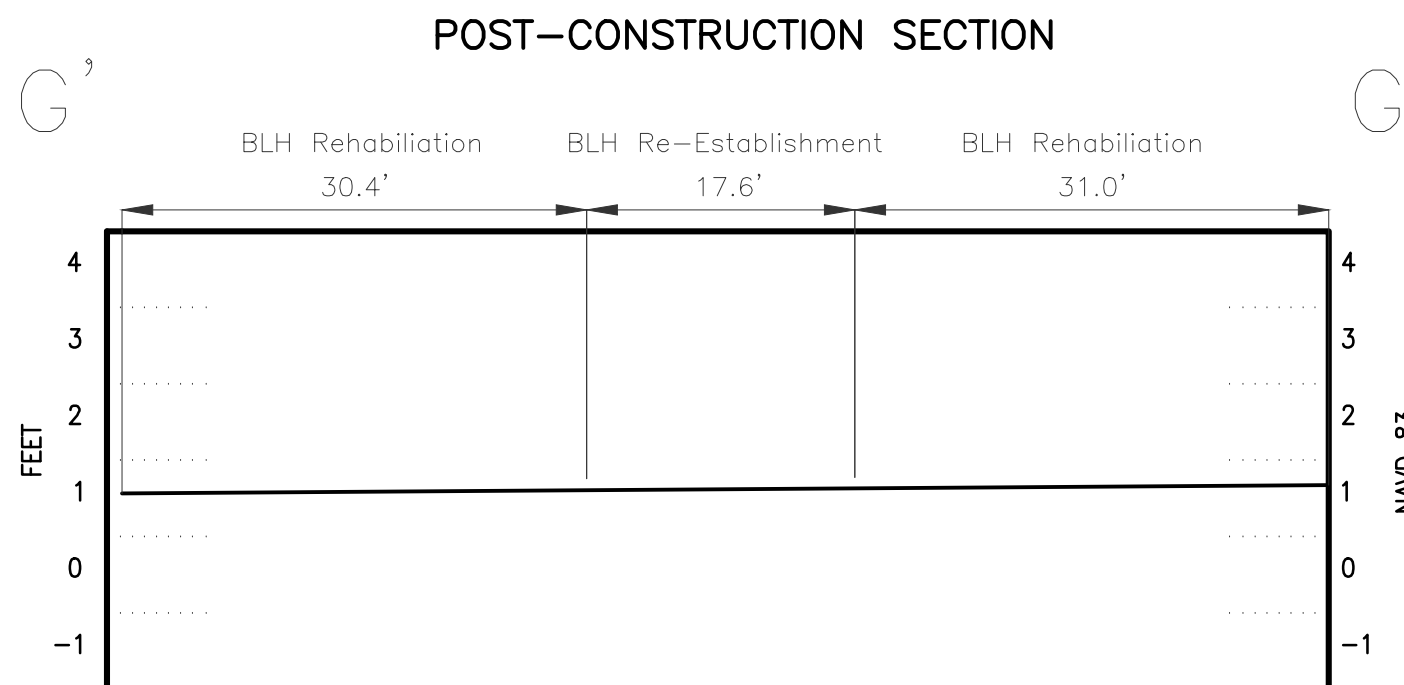 POST-CONSTRUCTION SECTION
G' G
BLH Rehabiliation BLH Re-Establishment BLH Rehabiliation
30.4' 17.6' 31.0'
4 4
3 3
2 2
FEET
1 1
0 0
-1 -1